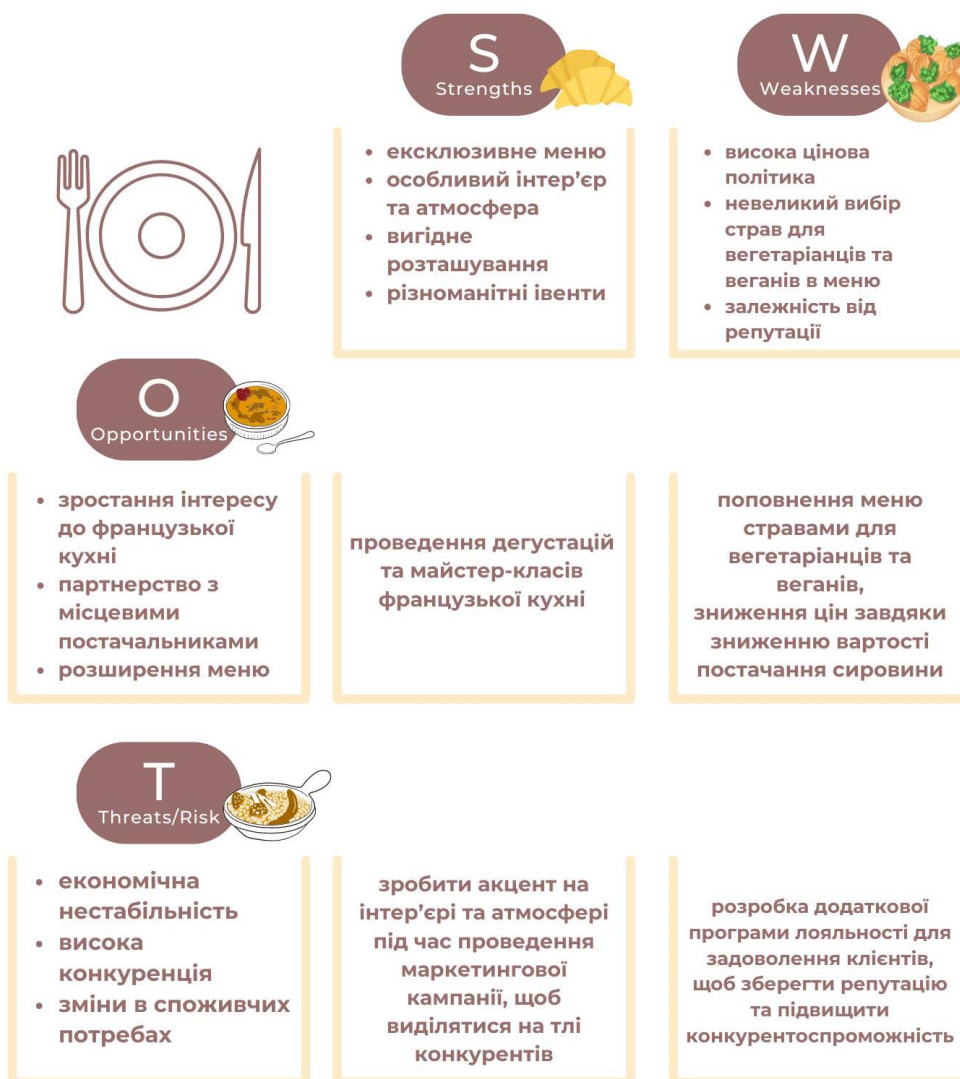 S
Strengths
W
Weaknesses
• ексклюзивне меню
• особливий інтер’єр
та атмосфера
• вигідне
розташування
• різноманітні івенти
• висока цінова
політика
• невеликий вибір
страв для
вегетаріанців та
веганів в меню
• залежність від
репутації
O
Opportunities
• зростання інтересу
до французької
кухні
• партнерство з
місцевими
постачальниками
• розширення меню
проведення дегустацій
та майстер-класів
французької кухні
поповнення меню
стравами для
вегетаріанців та
веганів,
зниження цін завдяки
зниженню вартості
постачання сировини
T
Threats/Risk
• економічна
нестабільність
• висока
конкуренція
• зміни в споживчих
потребах
зробити акцент на
інтер’єрі та атмосфері
під час проведення
маркетингової
кампанії, щоб
виділятися на тлі
конкурентів
розробка додаткової
програми лояльності для
задоволення клієнтів,
щоб зберегти репутацію
та підвищити
конкурентоспроможність